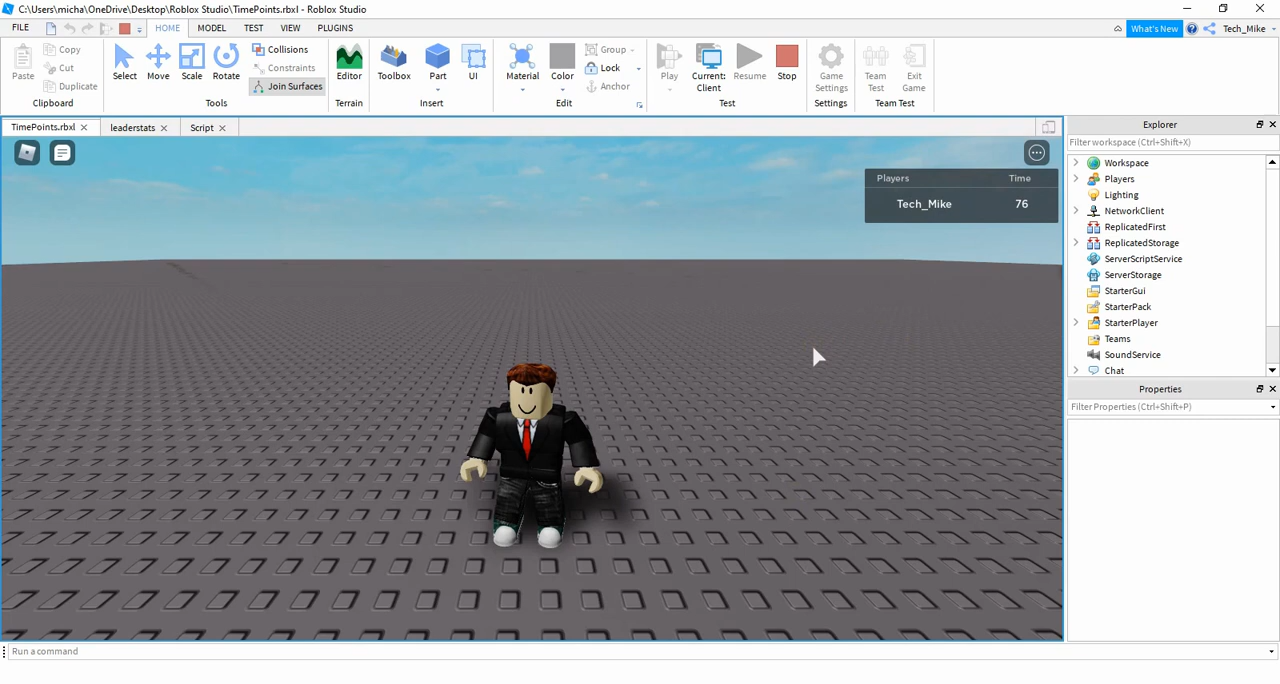 C:\Users\micha\OneDrive\Desktop\Roblox Studio\TimePoints.rbxl - Roblox Studio
FILE HOME MODEL TEST VIEW PLUGINS What's New Tech_Mike
Paste
Copy
Cut
Duplicate
Clipboard
Select Move Scale Rotate
Collisions
Constraints
Join Surfaces
Tools
Editor
Terrain
Toolbox Part UI
Insert
Material Color
Group
Lock
Anchor
Edit
Play Current: Client Resume Stop
Test
Game Settings
Settings
Team Test Exit Game
Team Test
TimePoints.rbxl leaderstats Script
Players Time
Tech_Mike 76
Explorer
Filter workspace (Ctrl+Shift+X)
Workspace
Players
Lighting
NetworkClient
ReplicatedFirst
ReplicatedStorage
ServerScriptService
ServerStorage
StarterGui
StarterPack
StarterPlayer
Teams
SoundService
Chat
Properties
Filter Properties (Ctrl+Shift+P)
Run a command